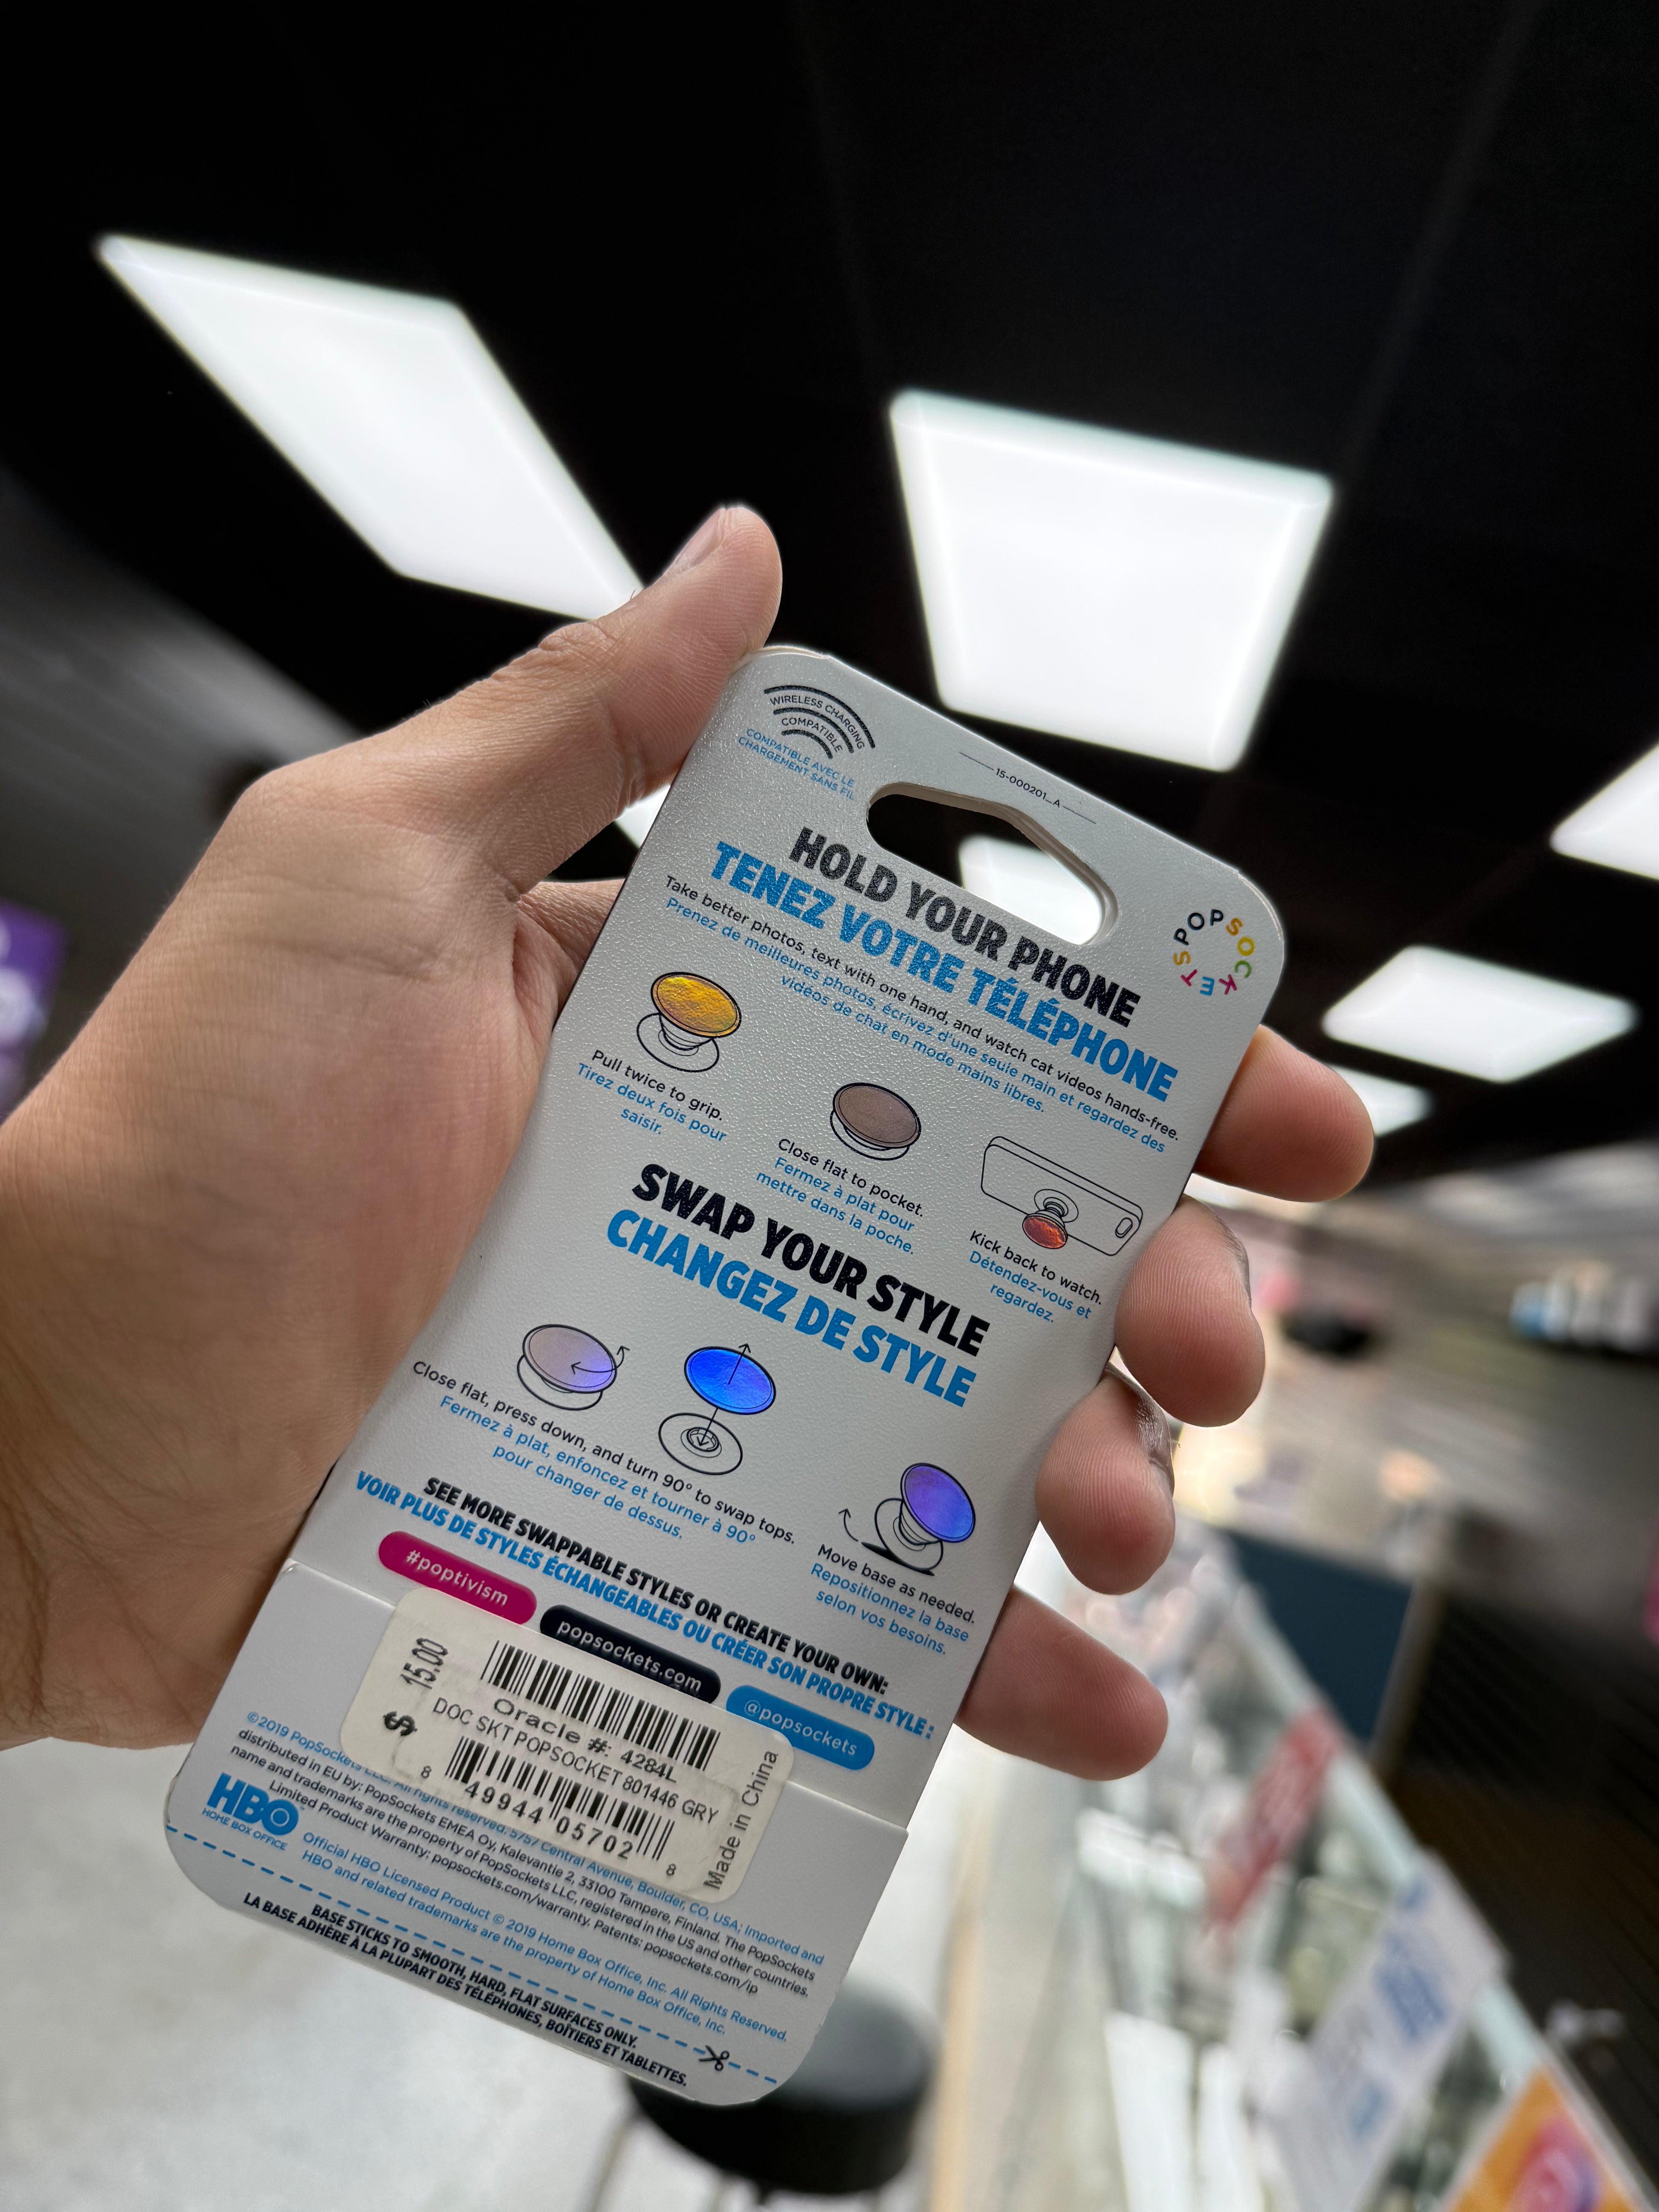 WIRELESS CHARGING
COMPATIBLE
COMPATIBLE AVEC LE
CHARGEMENT SANS FIL
15-000201_A
POPSOCKETS
HOLD YOUR PHONE
TENEZ VOTRE TÉLÉPHONE
Take better photos, text with one hand, and watch cat videos hands-free.
Prenez de meilleures photos, écrivez d'une seule main et regardez des
vidéos de chat en mode mains libres.
Pull twice to grip.
Tirez deux fois pour
saisir.
Close flat to pocket.
Fermez à plat pour
mettre dans la poche.
Kick back to watch.
Détendez-vous et
regardez.
SWAP YOUR STYLE
CHANGEZ DE STYLE
Close flat, press down, and turn 90° to swap tops.
Fermez à plat, enfoncez et tourner à 90°
pour changer de dessus.
Move base as needed.
Repositionnez la base
selon vos besoins.
SEE MORE SWAPPABLE STYLES OR CREATE YOUR OWN:
VOIR PLUS DE STYLES ÉCHANGEABLES OU CRÉER SON PROPRE STYLE :
#poptivism
popsockets.com
@popsockets
$ 15.00
Oracle #: 4284L
DOC SKT POPSOCKET 801446 GRY
8 49944 05702 8
Made in China
©2019 PopSockets LLC. All rights reserved. 5757 Central Avenue, Boulder, CO, USA; Imported and
distributed in EU by: PopSockets EMEA Oy, Kalevantie 2, 33100 Tampere, Finland. The PopSockets
name and trademarks are the property of PopSockets LLC, registered in the US and other countries.
Limited Product Warranty: popsockets.com/warranty. Patents: popsockets.com/ip
HBO
HOME BOX OFFICE
Official HBO Licensed Product © 2019 Home Box Office, Inc. All Rights Reserved.
HBO and related trademarks are the property of Home Box Office, Inc.
BASE STICKS TO SMOOTH, HARD, FLAT SURFACES ONLY.
LA BASE ADHÈRE À LA PLUPART DES TÉLÉPHONES, BOÎTIERS ET TABLETTES.